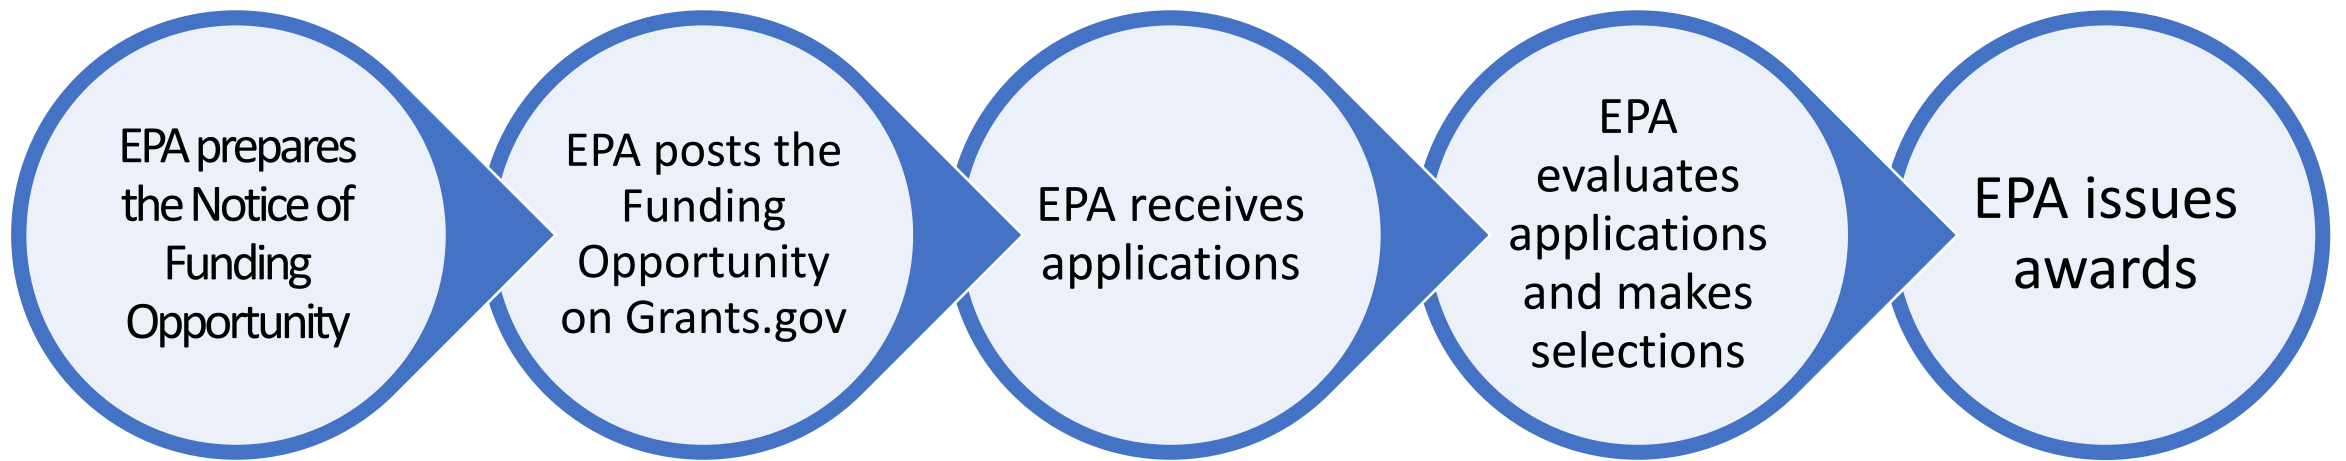 EPA prepares
the Notice of
Funding
Opportunity
EPA posts the
Funding
Opportunity
on Grants.gov
EPA receives
applications
EPA
evaluates
applications
and makes
selections
EPA issues
awards